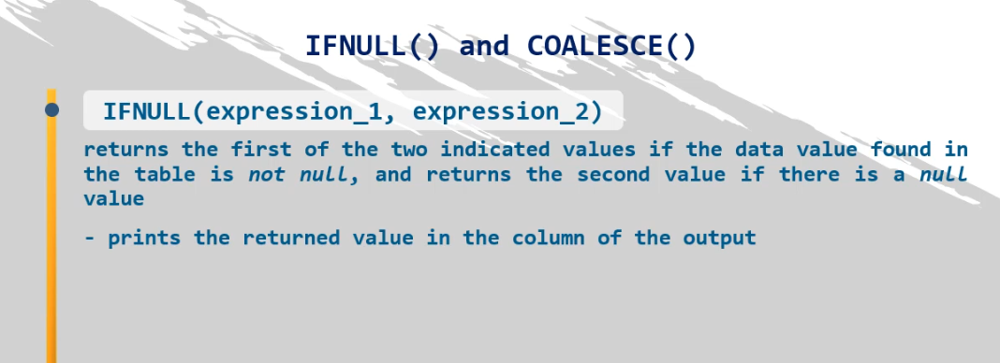 IFNULL() and COALESCE()
IFNULL(expression_1, expression_2)
returns the first of the two indicated values if the data value found in
the table is not null, and returns the second value if there is a null
value
- prints the returned value in the column of the output